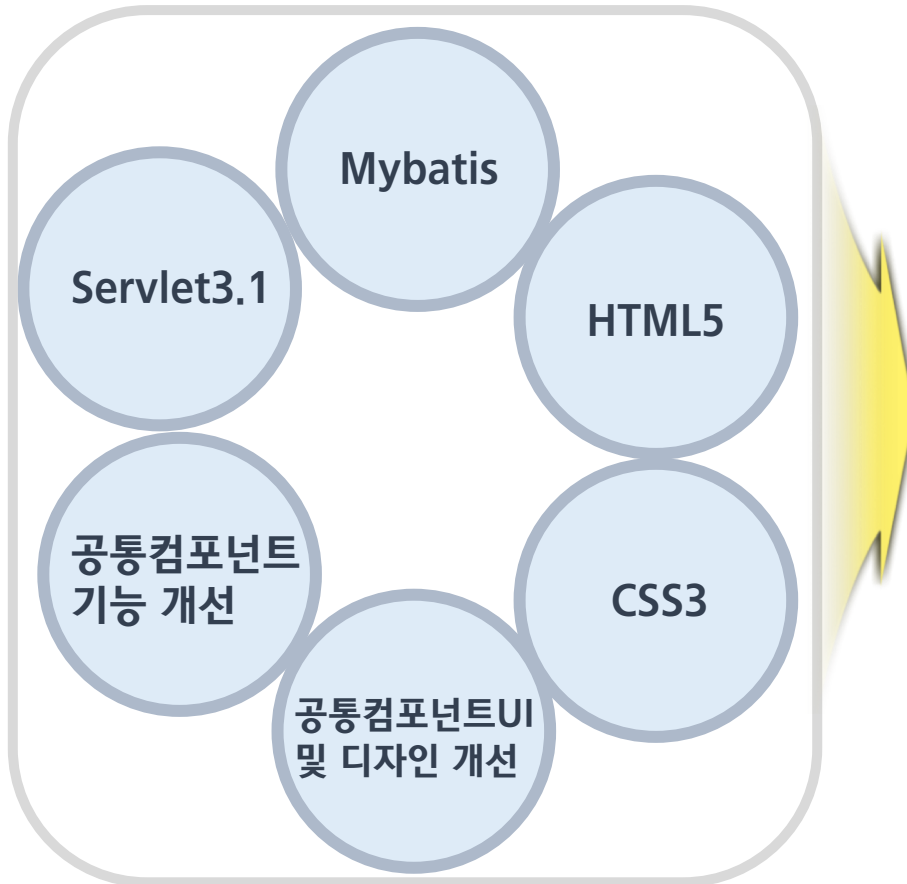 Mybatis
Servlet3.1
HTML5
공통컴포넌트
기능 개선
CSS3
공통컴포넌트UI
및 디자인 개선